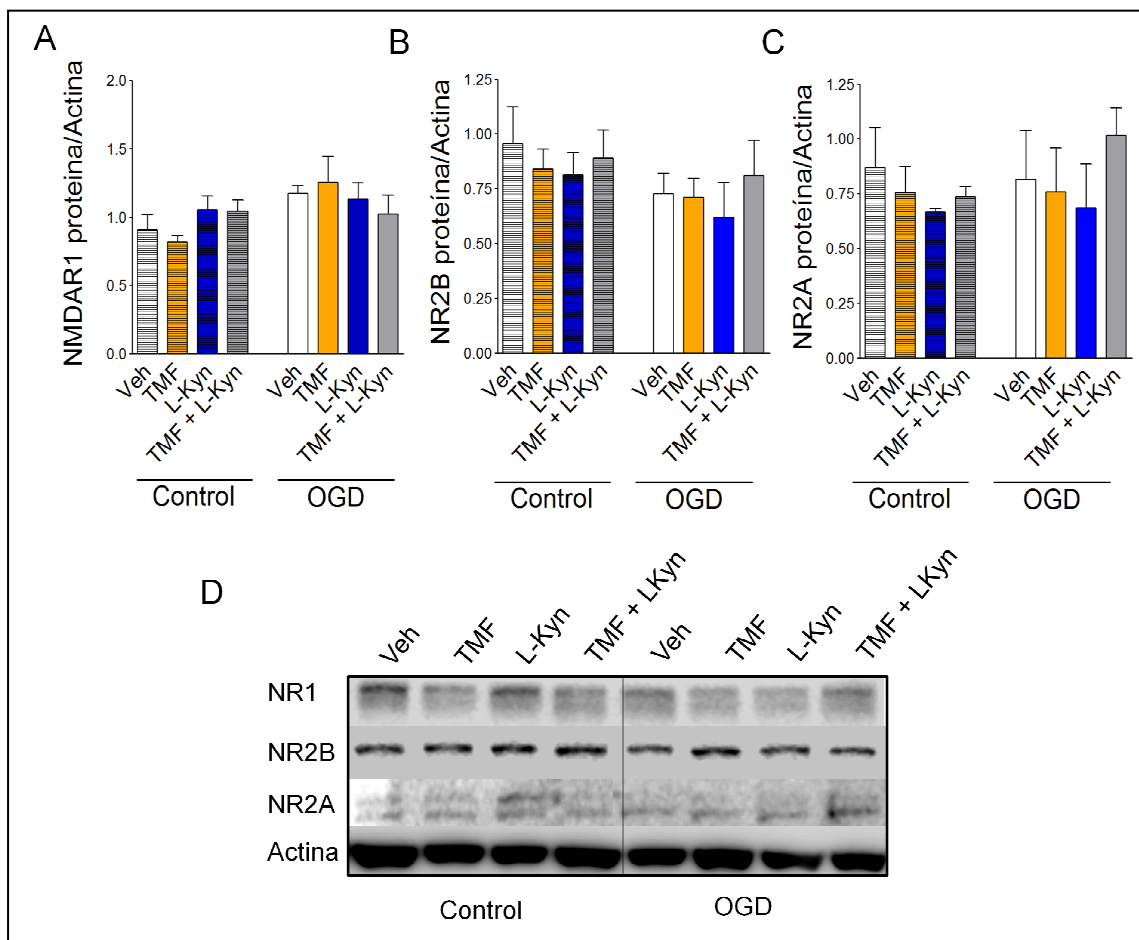 A
NMDAR1 proteína/Actina
2.0
1.5
1.0
0.5
0.0
Veh
TMF
L-Kyn
TMF + L-Kyn
Veh
TMF
L-Kyn
TMF + L-Kyn
Control
OGD
B
NR2B proteína/Actina
1.25
1.00
0.75
0.50
0.25
0.00
Veh
TMF
L-Kyn
TMF + L-Kyn
Veh
TMF
L-Kyn
TMF + L-Kyn
Control
OGD
C
NR2A proteína/Actina
1.25
1.00
0.75
0.50
0.25
0.00
Veh
TMF
L-Kyn
TMF + L-Kyn
Veh
TMF
L-Kyn
TMF + L-Kyn
Control
OGD
D
Veh
TMF
L-Kyn
TMF + LKyn
Veh
TMF
L-Kyn
TMF + LKyn
NR1
NR2B
NR2A
Actina
Control
OGD